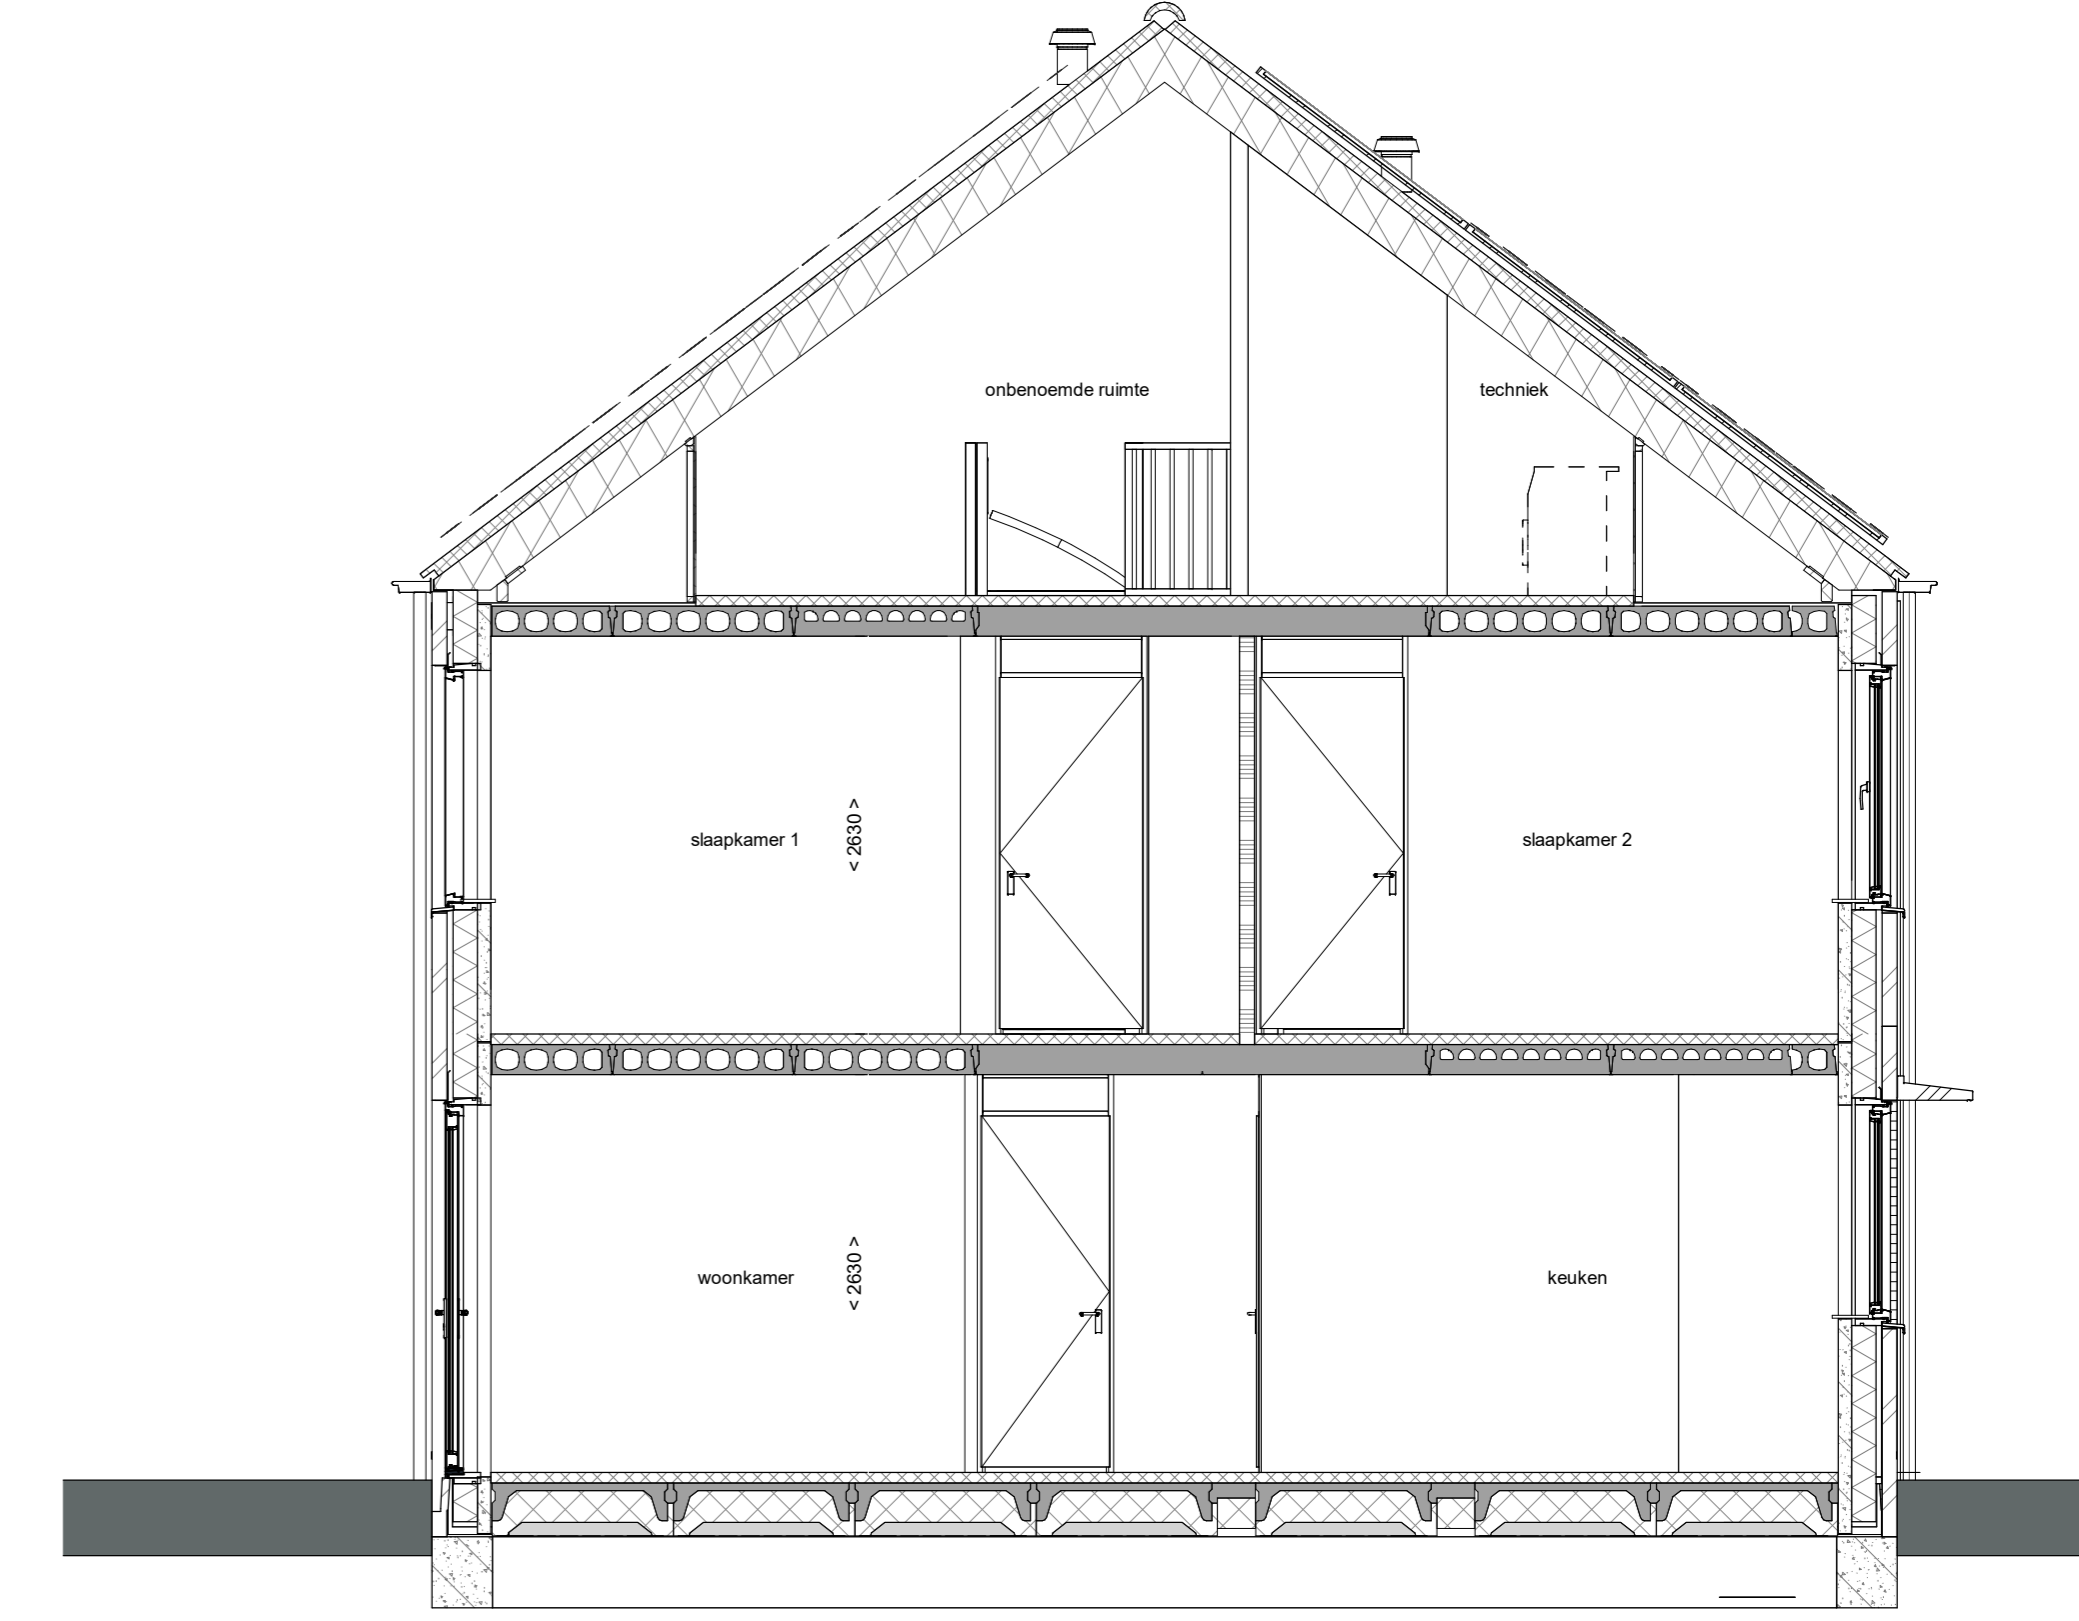 onbenoemde ruimte
techniek
slaapkamer 1
< 2630 >
slaapkamer 2
woonkamer
< 2630 >
keuken